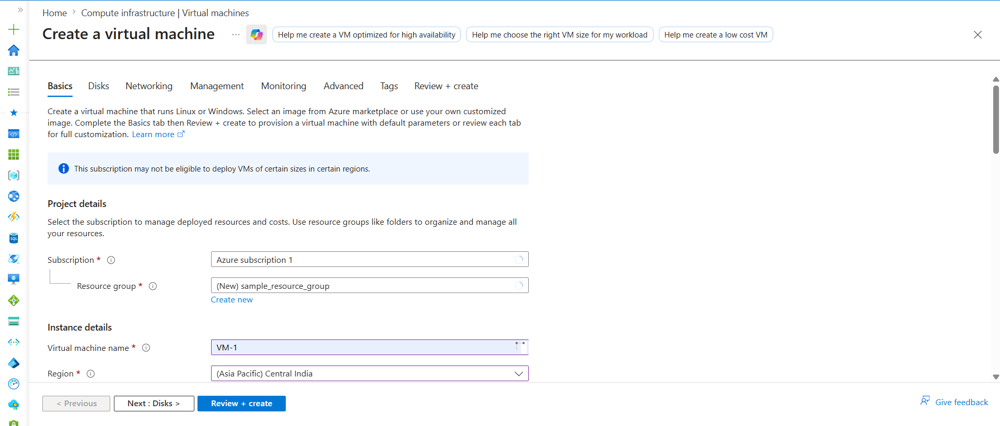 Home > Compute infrastructure | Virtual machines
Create a virtual machine ... Help me create a VM optimized for high availability Help me choose the right VM size for my workload Help me create a low cost VM
Basics Disks Networking Management Monitoring Advanced Tags Review + create
Create a virtual machine that runs Linux or Windows. Select an image from Azure marketplace or use your own customized
image. Complete the Basics tab then Review + create to provision a virtual machine with default parameters or review each tab
for full customization. Learn more
This subscription may not be eligible to deploy VMs of certain sizes in certain regions.
Project details
Select the subscription to manage deployed resources and costs. Use resource groups like folders to organize and manage all
your resources.
Subscription * Azure subscription 1
Resource group * (New) sample_resource_group
Create new
Instance details
Virtual machine name * VM-1
Region * (Asia Pacific) Central India
< Previous Next : Disks > Review + create Give feedback
SQL